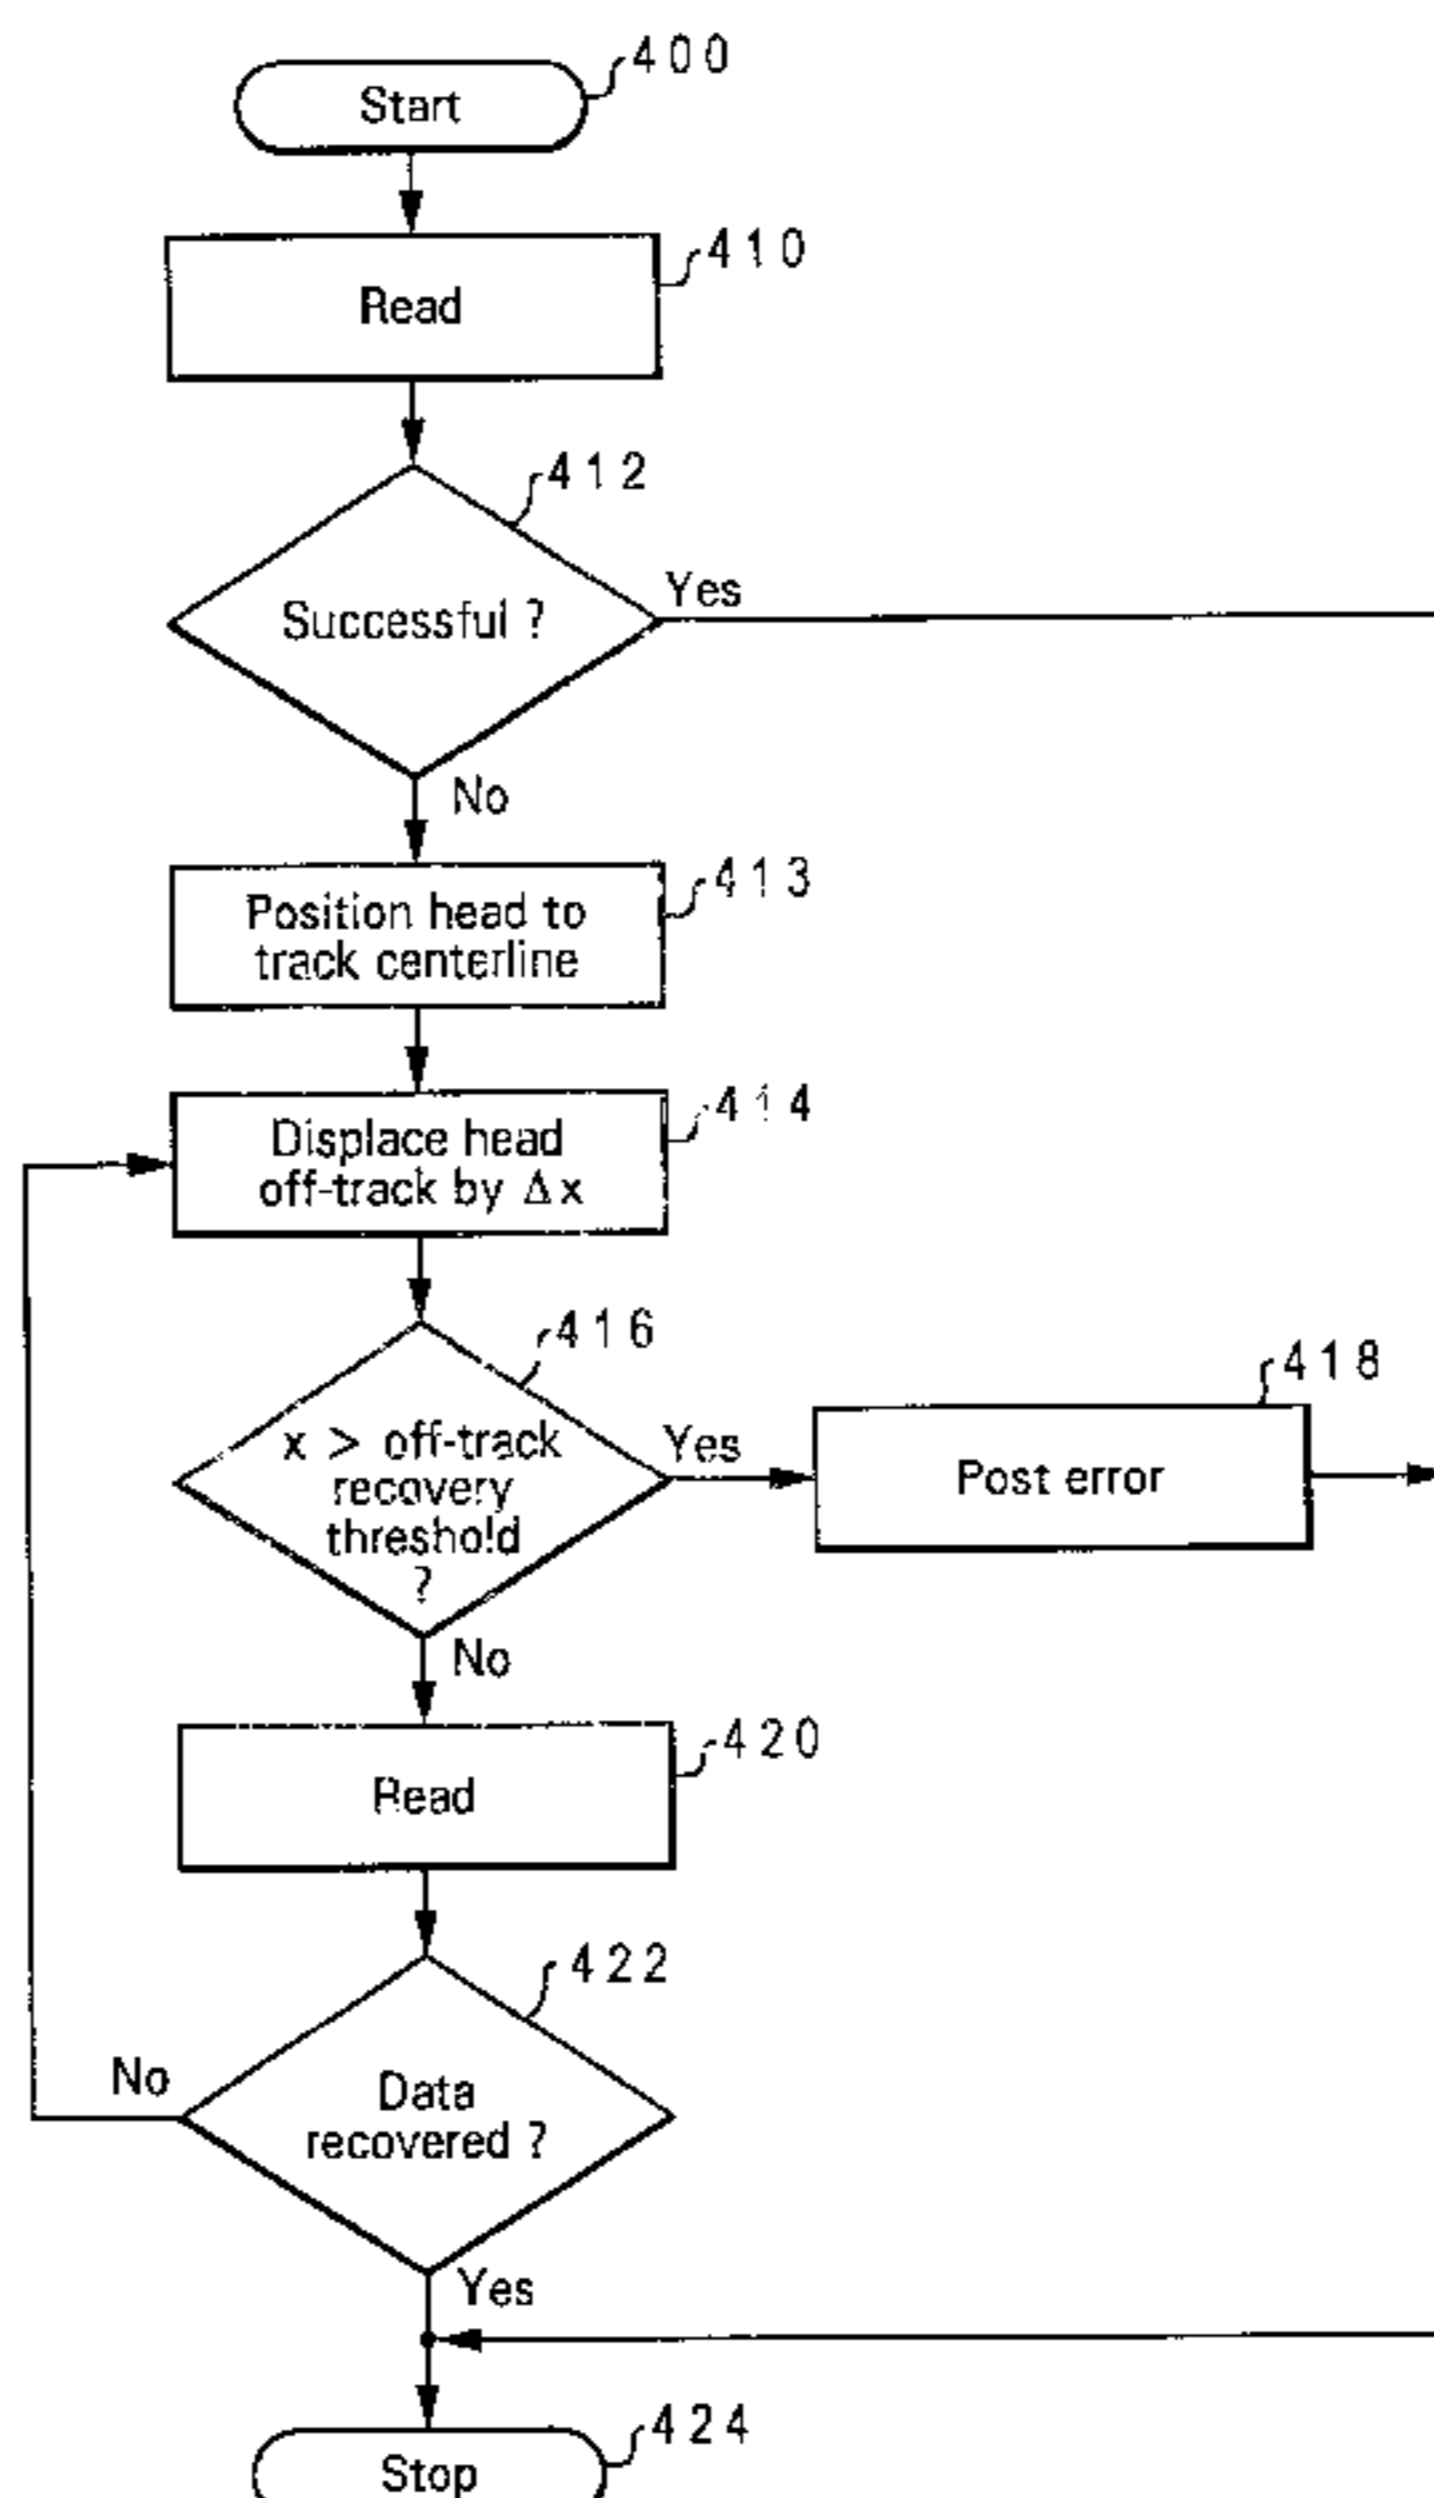 400
Start
410
Read
412
Successful ?
Yes
No
413
Position head to
track centerline
414
Displace head
off-track by Δx
416
x > off-track
recovery
threshold
?
Yes
418
Post error
No
420
Read
422
Data
recovered ?
No
Yes
424
Stop